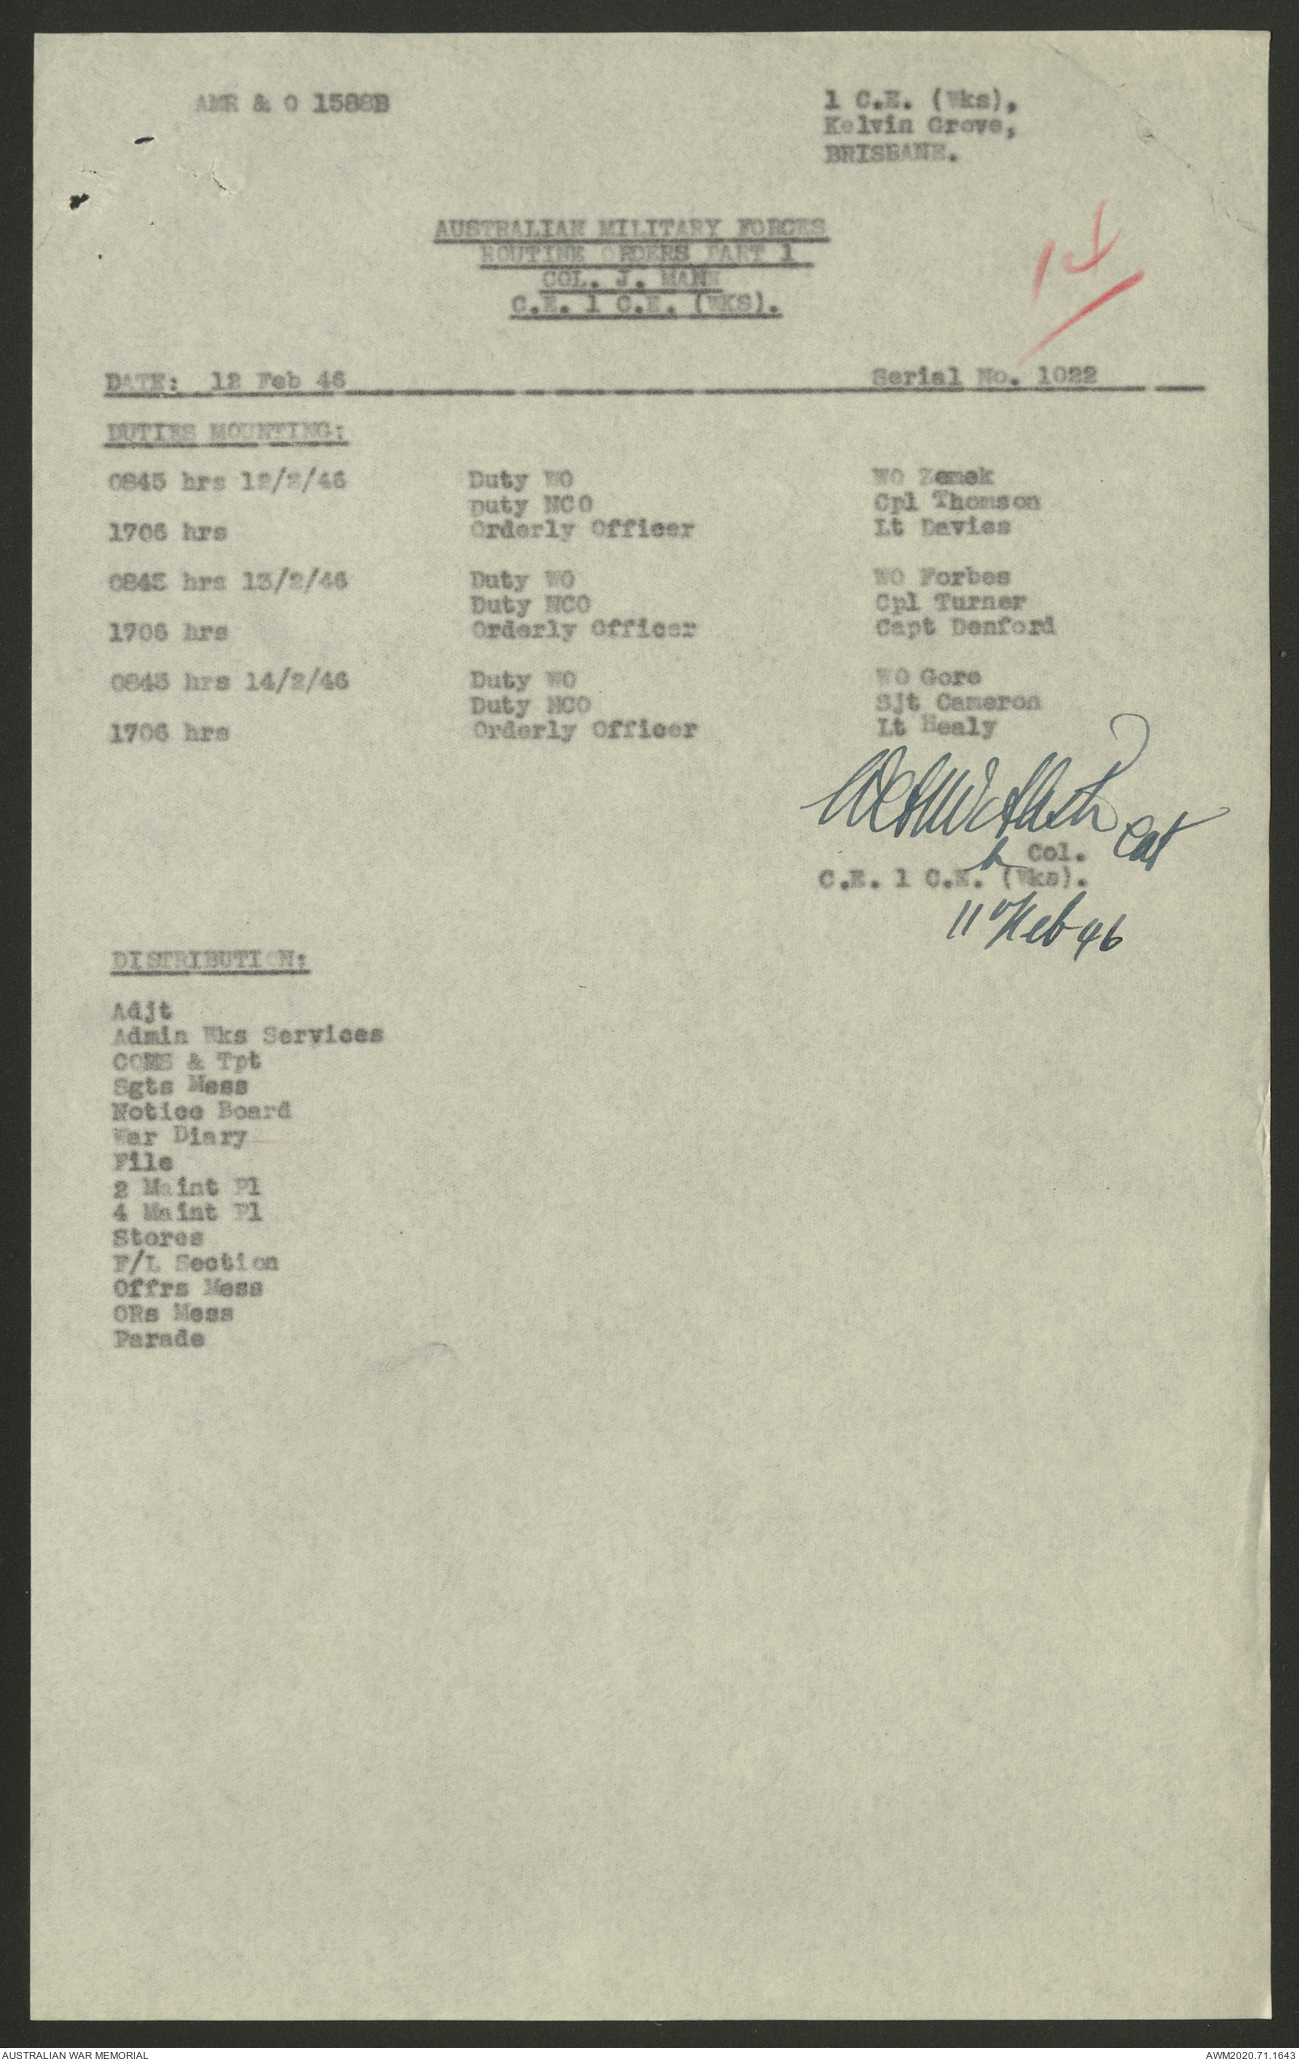 AMR & O 1588B
1 C.E. (Wks),
Kelvin Grove,
BRISBANE.
AUSTRALIAN MILITARY FORCES
ROUTINE ORDERS PART 1
COL. J. MANN
C.E. 1 C.E. (WKS).
DATE: 12 Feb 46 Serial No. 1022
DUTIES MOUNTING:
0845 hrs 12/2/46 Duty WO WO Zemek
Duty NCO Cpl Thomson
1706 hrs Orderly Officer Lt Davies
0845 hrs 13/2/46 Duty WO WO Forbes
Duty NCO Cpl Turner
1706 hrs Orderly Officer Capt Denford
0845 hrs 14/2/46 Duty WO WO Gore
Duty NCO Sjt Cameron
1706 hrs Orderly Officer Lt Healy
Col.
C.E. 1 C.E. (Wks).
11 Feb 46
DISTRIBUTION:
Adjt
Admin Wks Services
CQMS & Tpt
Sgts Mess
Notice Board
War Diary
File
2 Maint Pl
4 Maint Pl
Stores
F/L Section
Offrs Mess
ORs Mess
Parade
AUSTRALIAN WAR MEMORIAL
AWM2020.71.1643